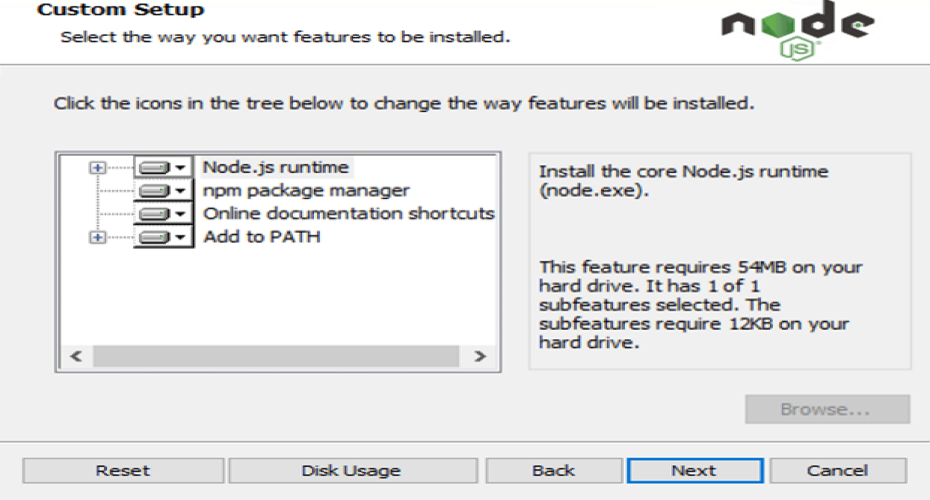 Custom Setup
Select the way you want features to be installed.
node
JS
Click the icons in the tree below to change the way features will be installed.
Node.js runtime
npm package manager
Online documentation shortcuts
Add to PATH
Install the core Node.js runtime
(node.exe).
This feature requires 54MB on your
hard drive. It has 1 of 1
subfeatures selected. The
subfeatures require 12KB on your
hard drive.
Browse...
Reset
Disk Usage
Back
Next
Cancel